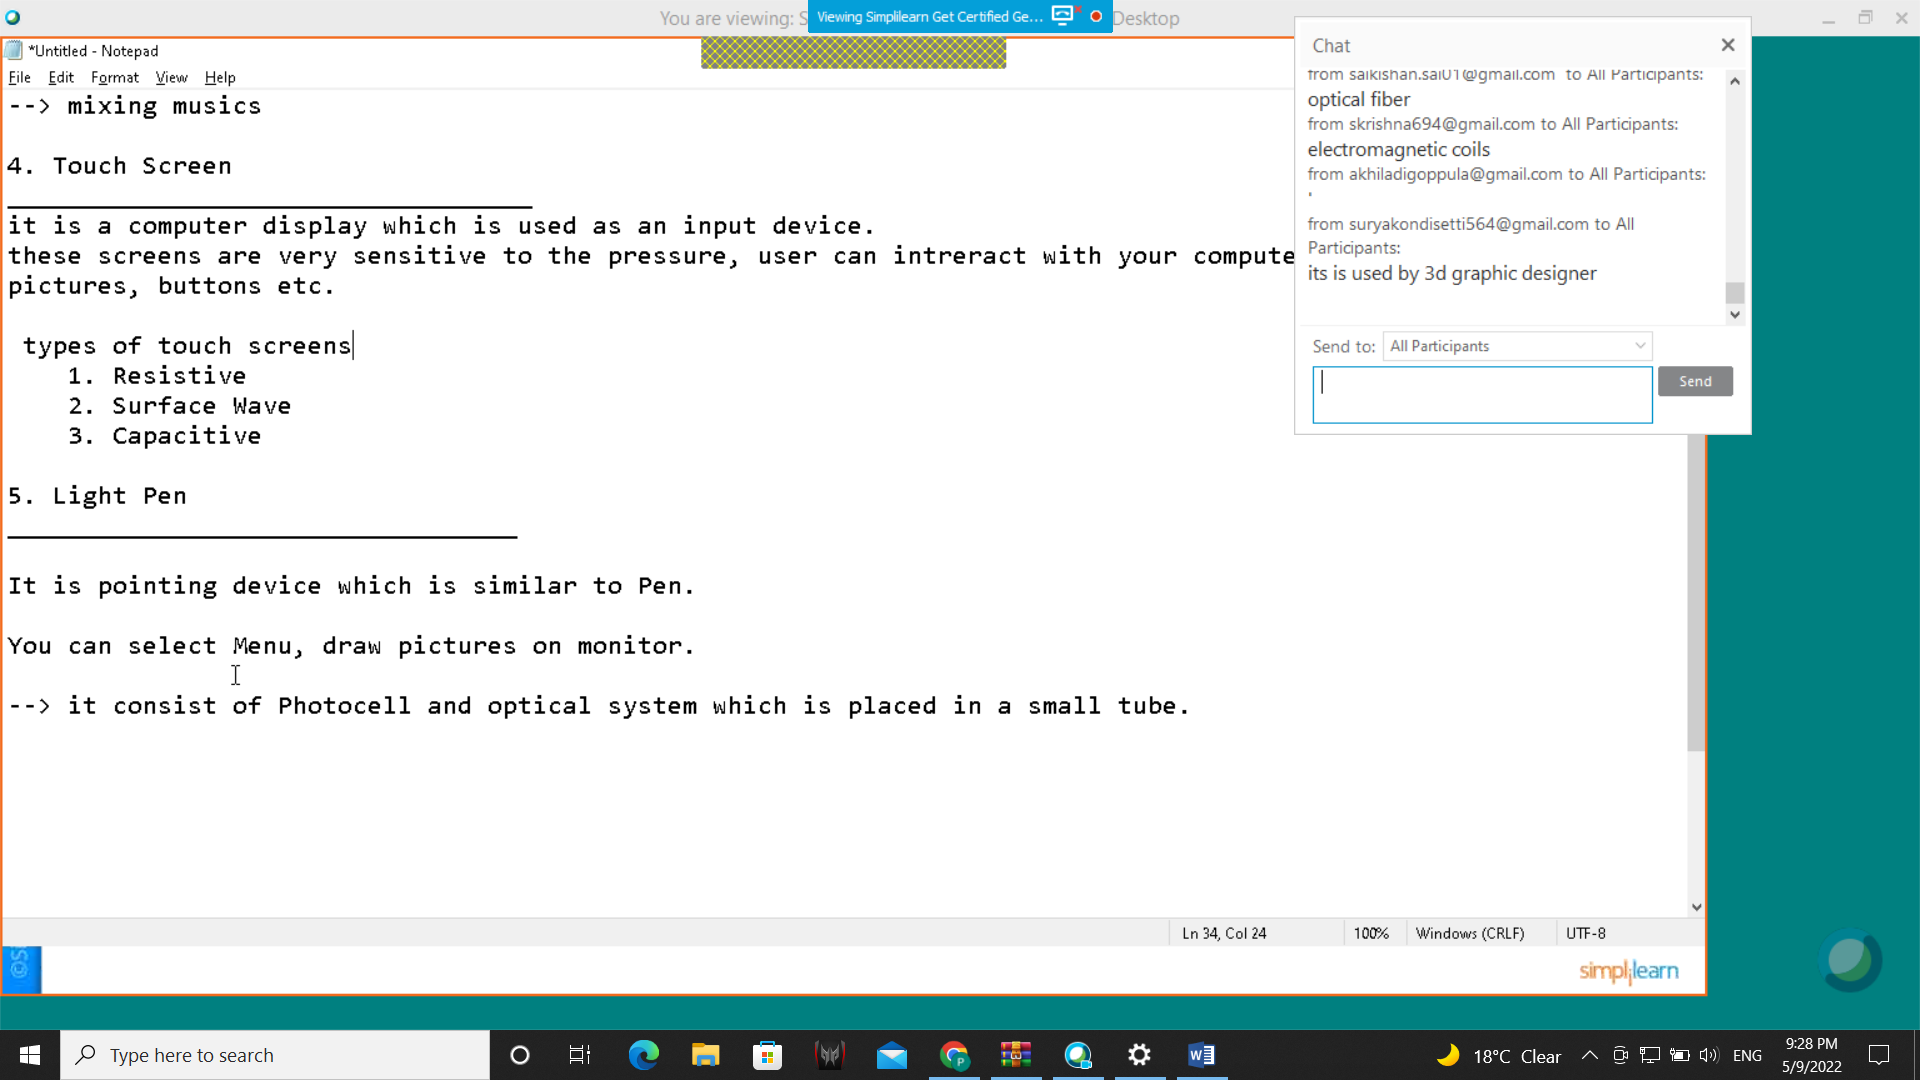 You are viewing: S
Viewing Simplilearn Get Certified Ge...
Desktop
*Untitled - Notepad
File Edit Format View Help
--> mixing musics
4. Touch Screen
it is a computer display which is used as an input device.
these screens are very sensitive to the pressure, user can intreract with your compute
pictures, buttons etc.
types of touch screens
1. Resistive
2. Surface Wave
3. Capacitive
5. Light Pen
It is pointing device which is similar to Pen.
You can select Menu, draw pictures on monitor.
--> it consist of Photocell and optical system which is placed in a small tube.
Chat
from saikishan.sai01@gmail.com to All Participants:
optical fiber
from skrishna694@gmail.com to All Participants:
electromagnetic coils
from akhiladigoppula@gmail.com to All Participants:
'
from suryakondisetti564@gmail.com to All
Participants:
its is used by 3d graphic designer
Send to: All Participants
Send
Ln 34, Col 24 100% Windows (CRLF) UTF-8
simplilearn
Type here to search
18°C Clear
ENG
9:28 PM
5/9/2022